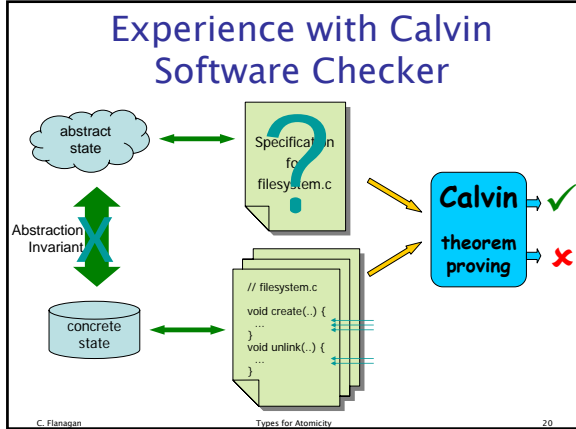 Experience with Calvin
Software Checker
abstract
state
Specification
for
filesystem.c
?
Abstraction
Invariant
X
Calvin
theorem
proving
concrete
state
// filesystem.c
void create(..) {
...
}
void unlink(..) {
...
}
C. Flanagan
Types for Atomicity
20